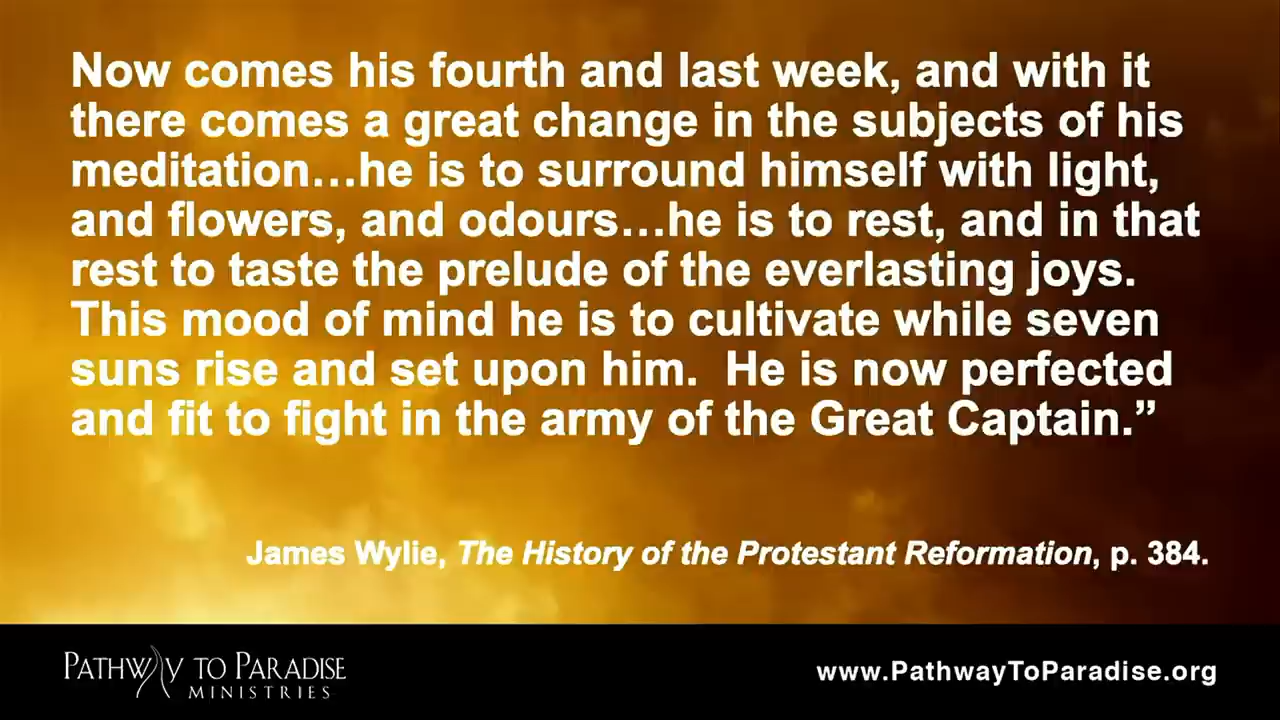 Now comes his fourth and last week, and with it
there comes a great change in the subjects of his
meditation…he is to surround himself with light,
and flowers, and odours…he is to rest, and in that
rest to taste the prelude of the everlasting joys.
This mood of mind he is to cultivate while seven
suns rise and set upon him.  He is now perfected
and fit to fight in the army of the Great Captain.”
James Wylie, The History of the Protestant Reformation, p. 384.
PATHWAY TO PARADISE
MINISTRIES
www.PathwayToParadise.org